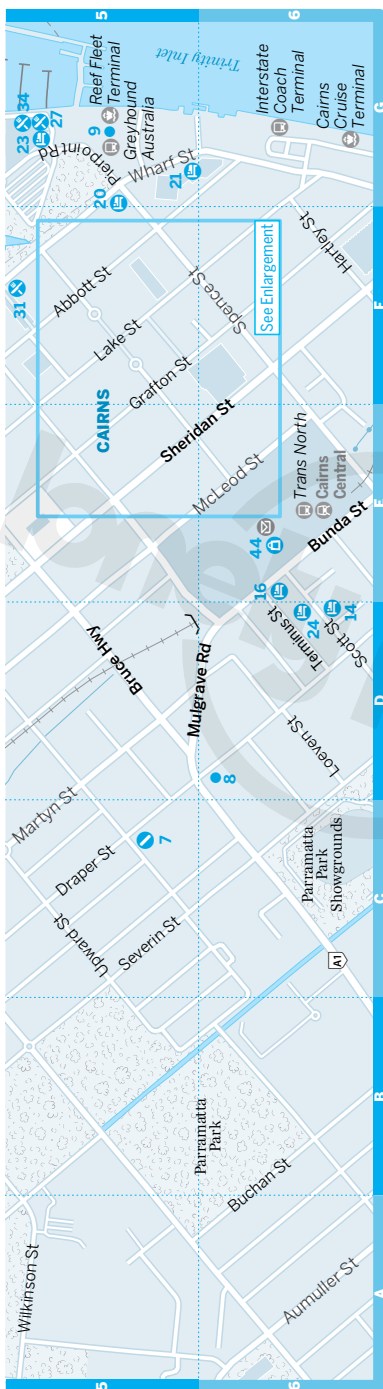 5
6
G
F
E
D
C
B
A
5
6
Trinity Inlet
34
23
27
Pierpoint Rd
9
Reef Fleet
Terminal
Greyhound
Australia
Interstate
Coach
Terminal
Cairns
Cruise
Terminal
20
Wharf St
21
31
Abbott St
Lake St
Grafton St
Spence St
Hartley St
See Enlargement
CAIRNS
Sheridan St
McLeod St
Trans North
Cairns
Central
44
Bunda St
16
Terminus St
24
Scott St
14
Bruce Hwy
Mulgrave Rd
Loeven St
8
Martyn St
Draper St
7
Upward St
Severin St
Parramatta
Park
Showgrounds
A1
Parramatta
Park
Buchan St
Wilkinson St
Aumuller St
lonely